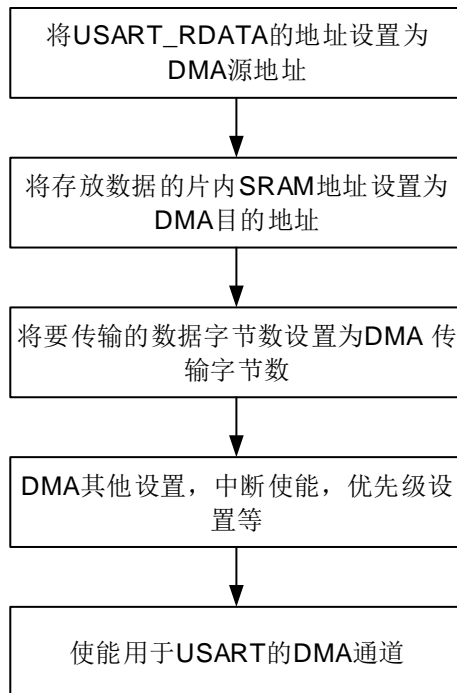 将USART_RDATA的地址设置为
DMA源地址
将存放数据的片内SRAM地址设置为
DMA目的地址
将要传输的数据字节数设置为DMA 传
输字节数
DMA其他设置，中断使能，优先级设
置等
使能用于USART的DMA通道